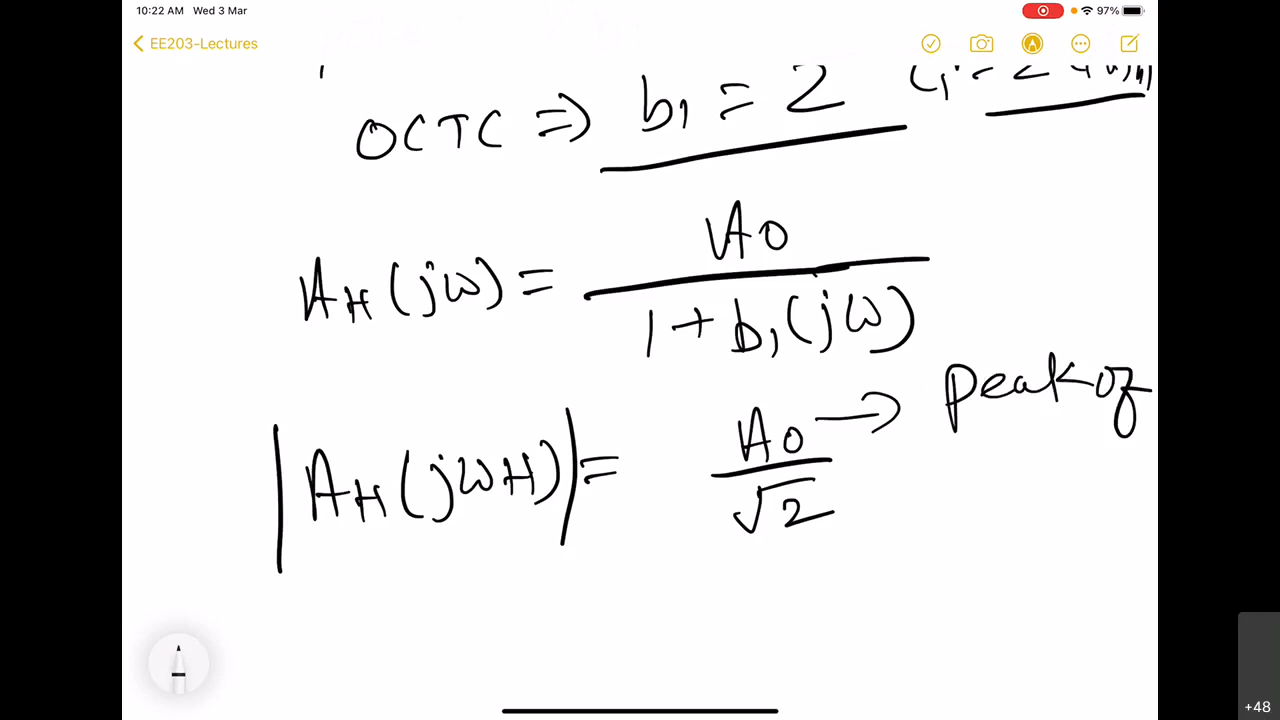 10:22 AM Wed 3 Mar 97%
EE203-Lectures
OCTC => b1 = 2
AH(jω) = A0 / 1 + b1(jω)
|AH(jωH)| = A0 / √2 → Peak of
+48